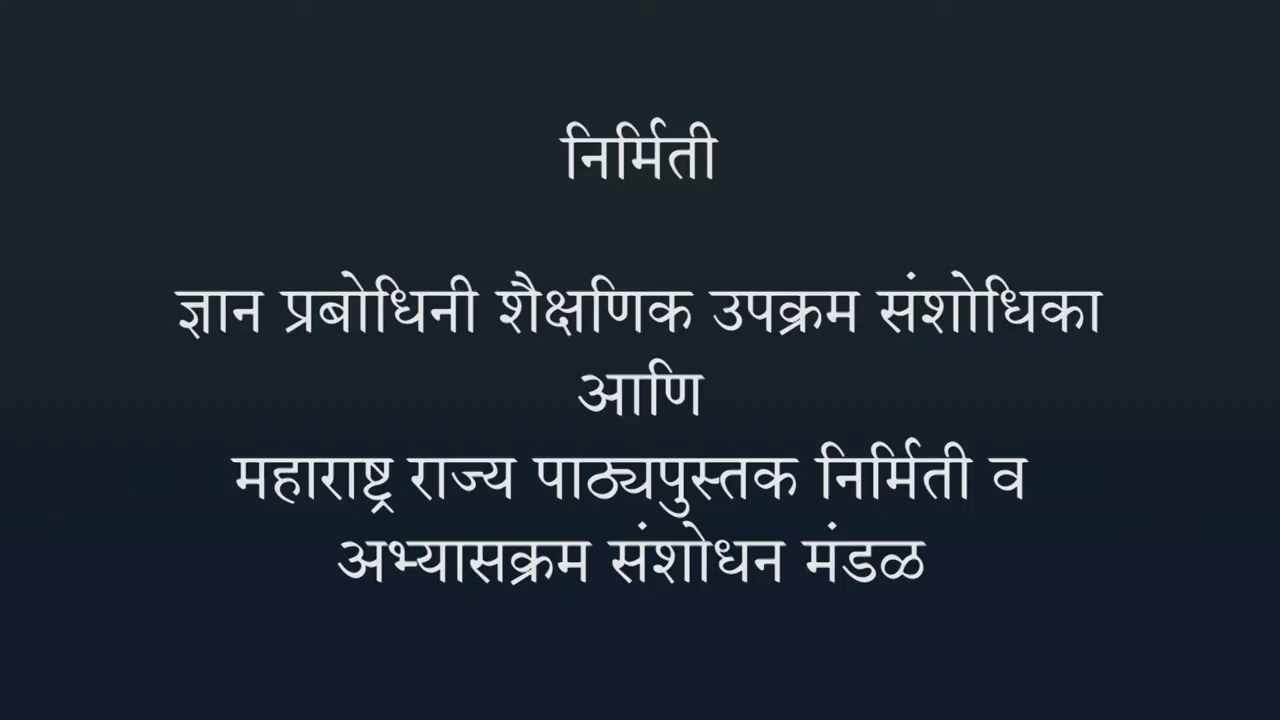 निर्मिती
ज्ञान प्रबोधिनी शैक्षणिक उपक्रम संशोधिका
आणि
महाराष्ट्र राज्य पाठ्यपुस्तक निर्मिती व
अभ्यासक्रम संशोधन मंडळ